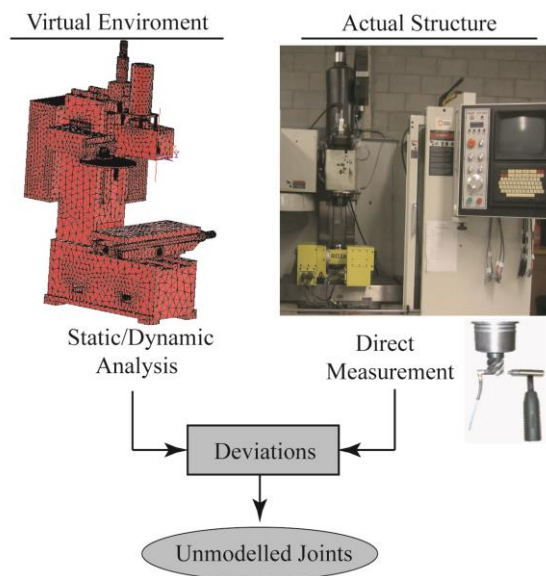 Virtual Enviroment
Actual Structure
Static/Dynamic
Analysis
Direct
Measurement
Deviations
Unmodelled Joints